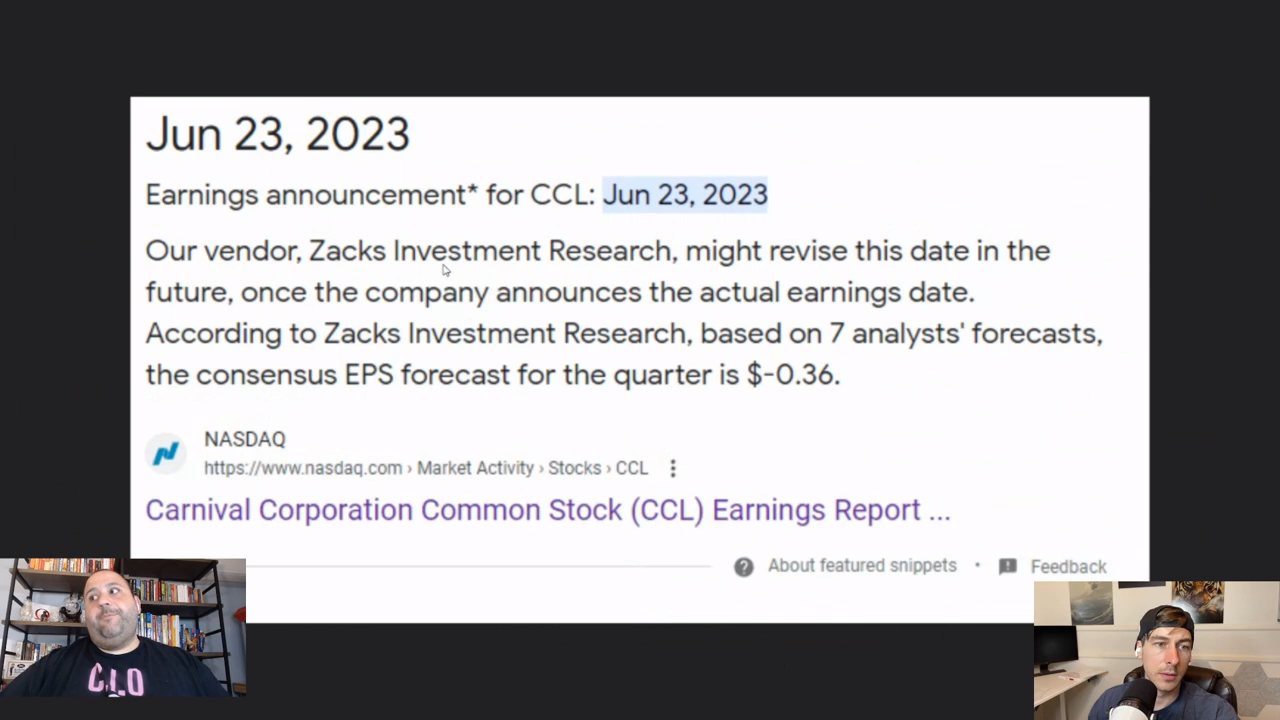 Jun 23, 2023
Earnings announcement* for CCL: Jun 23, 2023
Our vendor, Zacks Investment Research, might revise this date in the
future, once the company announces the actual earnings date.
According to Zacks Investment Research, based on 7 analysts' forecasts,
the consensus EPS forecast for the quarter is $-0.36.
NASDAQ
https://www.nasdaq.com › Market Activity › Stocks › CCL
Carnival Corporation Common Stock (CCL) Earnings Report ...
About featured snippets • Feedback
C.L.O